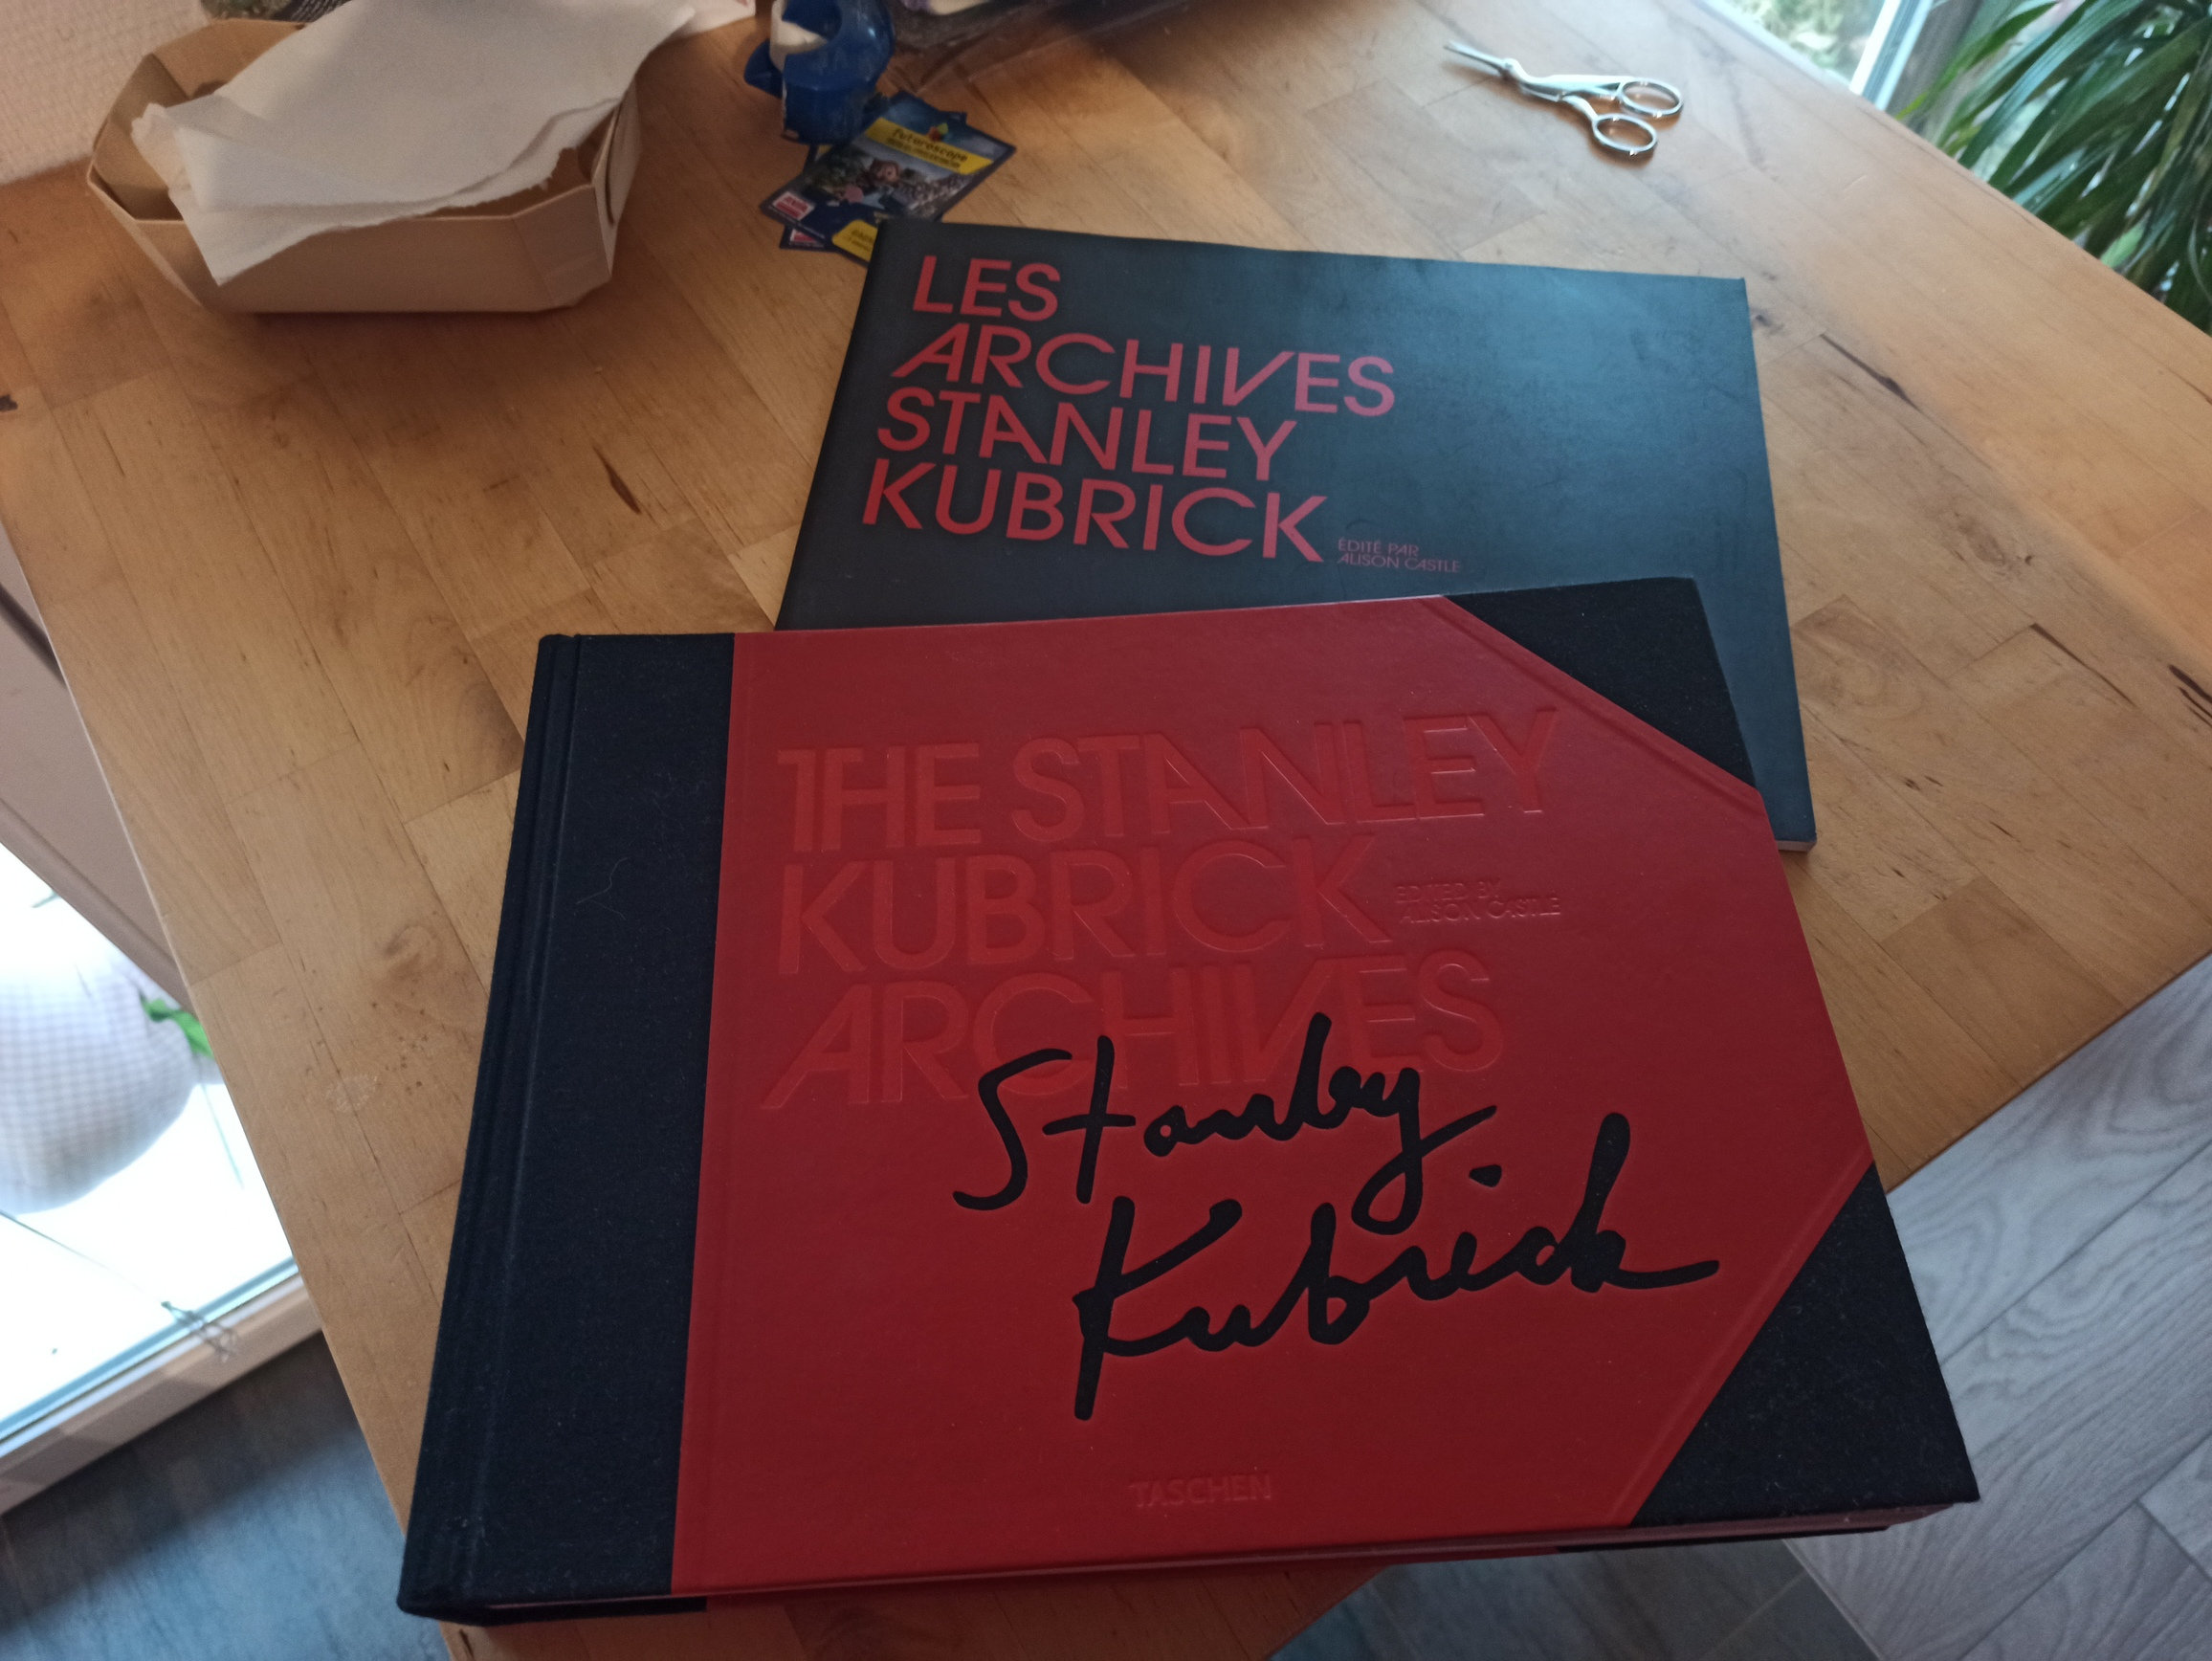 futuroscope
LES
ARCHIVES
STANLEY
KUBRICK
ÉDITÉ PAR
ALISON CASTLE
THE STANLEY
KUBRICK
EDITED BY
ALISON CASTLE
ARCHIVES
Stanley
Kubrick
TASCHEN